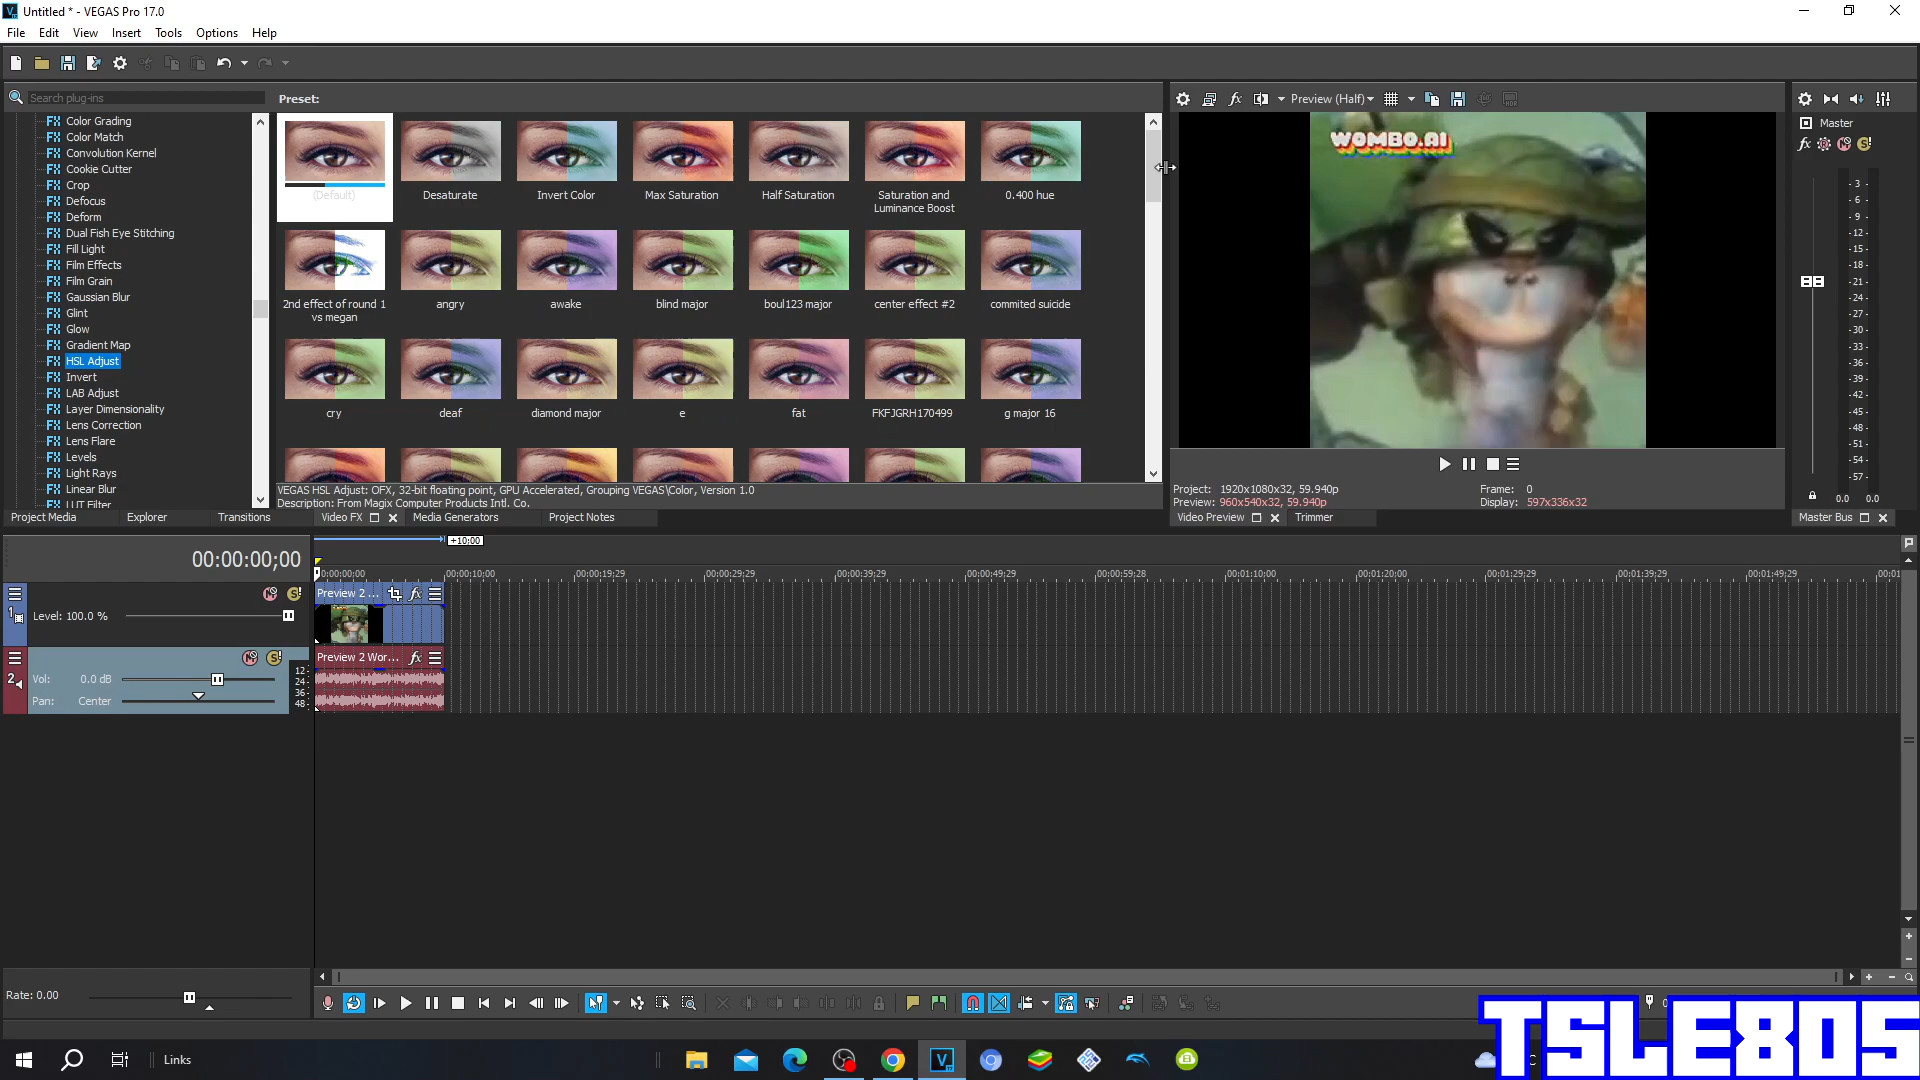 Untitled * - VEGAS Pro 17.0
File Edit View Insert Tools Options Help
Search plug-ins
Preset:
Color Grading
Color Match
Convolution Kernel
Cookie Cutter
Crop
Defocus
Deform
Dual Fish Eye Stitching
Fill Light
Film Effects
Film Grain
Gaussian Blur
Glint
Glow
Gradient Map
HSL Adjust
Invert
LAB Adjust
Layer Dimensionality
Lens Correction
Lens Flare
Levels
Light Rays
Linear Blur
LUT Filter
(Default) Desaturate Invert Color Max Saturation Half Saturation Saturation and Luminance Boost 0.400 hue
2nd effect of round 1 vs megan angry awake blind major boul123 major center effect #2 commited suicide
cry deaf diamond major e fat FKFJGRH170499 g major 16
VEGAS HSL Adjust: OFX, 32-bit floating point, GPU Accelerated, Grouping VEGAS\Color, Version 1.0
Description: From Magix Computer Products Intl. Co.
Project Media Explorer Transitions Video FX Media Generators Project Notes
Preview (Half)
WOMBO.AI
Project: 1920x1080x32, 59.940p Frame: 0
Preview: 960x540x32, 59.940p Display: 597x336x32
Video Preview Trimmer
Master
-3
-6
-9
-12
-15
-18
-21
-24
-27
-30
-33
-36
-39
-42
-45
-48
-51
-54
-57
0.0 0.0
Master Bus
00:00:00;00
+10:00
0:00:00;00 00:00:10;00 00:00:19;29 00:00:29;29 00:00:39;29 00:00:49;29 00:00:59;28 00:01:10;00 00:01:20;00 00:01:29;29 00:01:39;29 00:01:49;29 00:01
1
Level: 100.0 %
Preview 2 ...
2
Vol: 0.0 dB
Pan: Center
12
24
36
48
Preview 2 Wor...
Rate: 0.00
Links
TSLE805